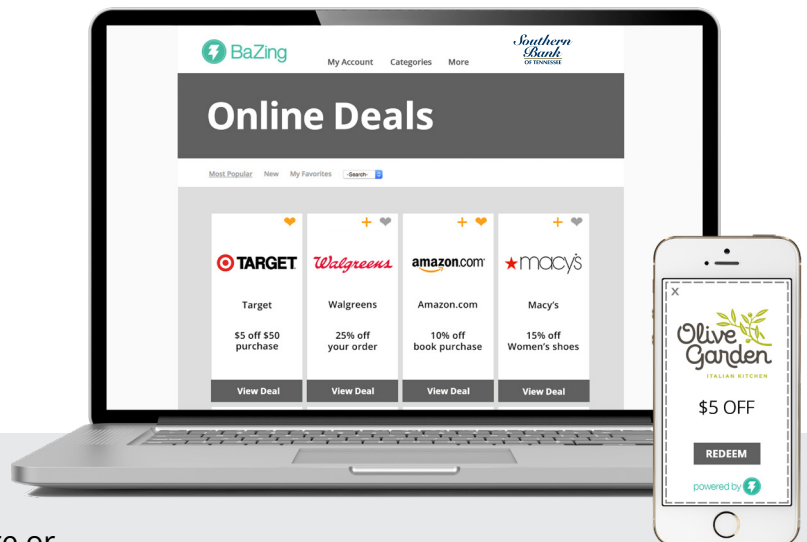 BaZing
My Account Categories More
Southern
Bank
OF TENNESSEE
Online Deals
Most Popular New My Favorites -Search-
TARGET Walgreens amazon.com macy's
Target Walgreens Amazon.com Macy's
$5 off $50 25% off 10% off 15% off
purchase your order book purchase Women's shoes
View Deal View Deal View Deal View Deal
X
Olive
Garden
ITALIAN KITCHEN
$5 OFF
REDEEM
powered by
or